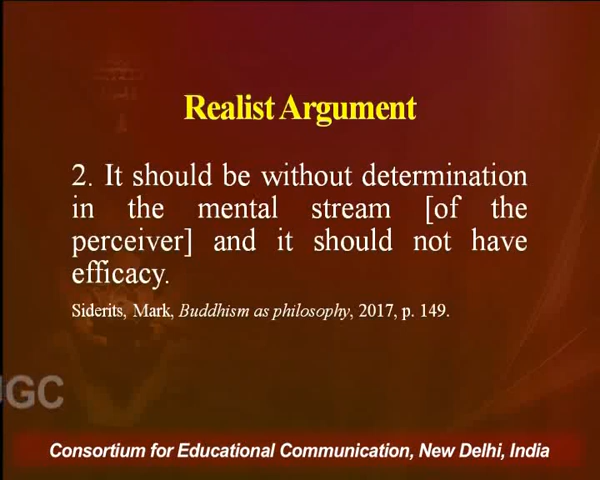 Realist Argument
2. It should be without determination
in the mental stream [of the
perceiver] and it should not have
efficacy.
Siderits, Mark, Buddhism as philosophy, 2017, p. 149.
UGC
Consortium for Educational Communication, New Delhi, India